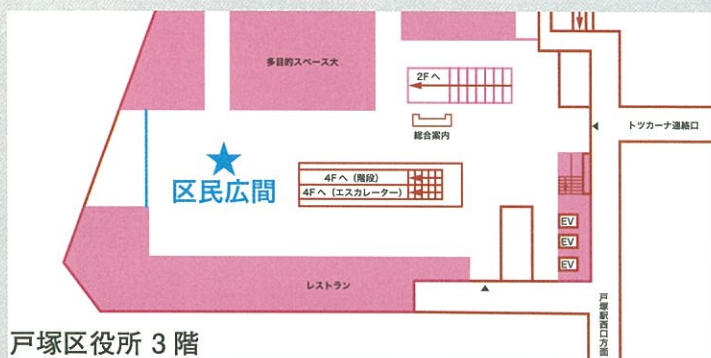 多目的スペース大
2Fへ
総合案内
トツカーナ連絡口
区民広間
4Fへ（階段）
4Fへ（エスカレーター）
EV
EV
EV
レストラン
戸塚駅西口方面
戸塚区役所 3 階